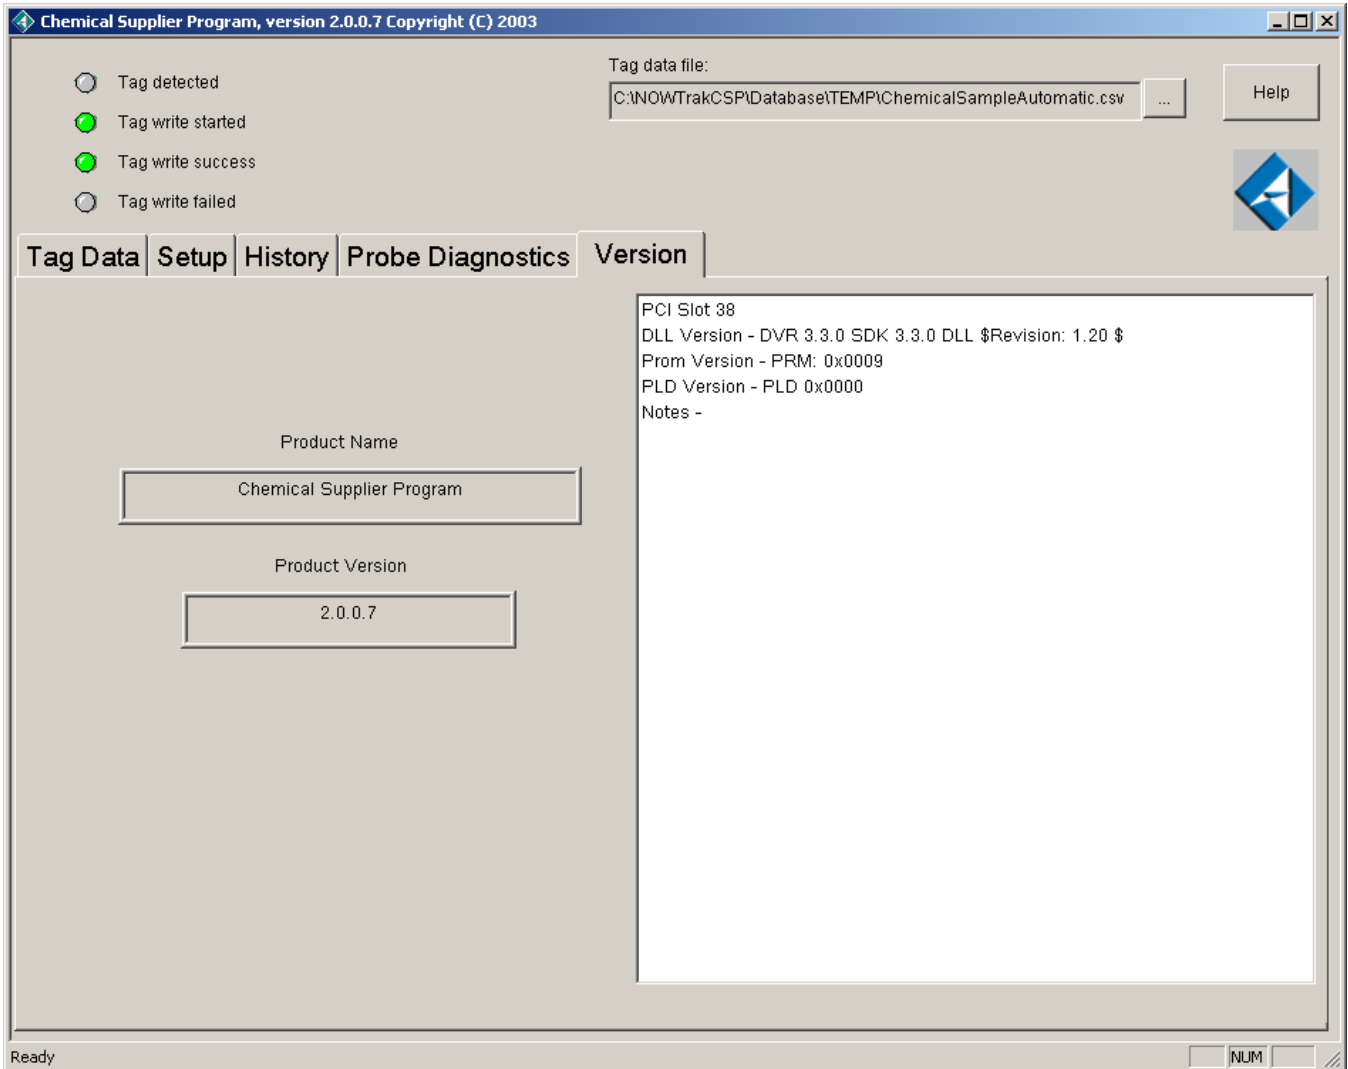 Chemical Supplier Program, version 2.0.0.7 Copyright (C) 2003
Tag detected
Tag write started
Tag write success
Tag write failed
Tag data file:
C:\NOWTrakCSP\Database\TEMP\ChemicalSampleAutomatic.csv
...
Help
Tag Data
Setup
History
Probe Diagnostics
Version
Product Name
Chemical Supplier Program
Product Version
2.0.0.7
PCI Slot 38
DLL Version - DVR 3.3.0 SDK 3.3.0 DLL $Revision: 1.20 $
Prom Version - PRM: 0x0009
PLD Version - PLD 0x0000
Notes -
Ready
NUM